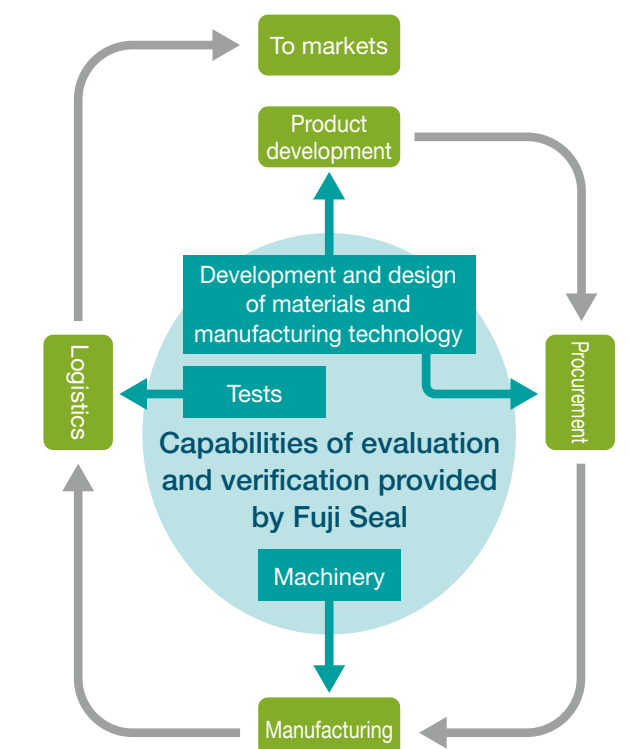 To markets
Product
development
Development and design
of materials and
manufacturing technology
Logistics
Procurement
Tests
Capabilities of evaluation
and verification provided
by Fuji Seal
Machinery
Manufacturing